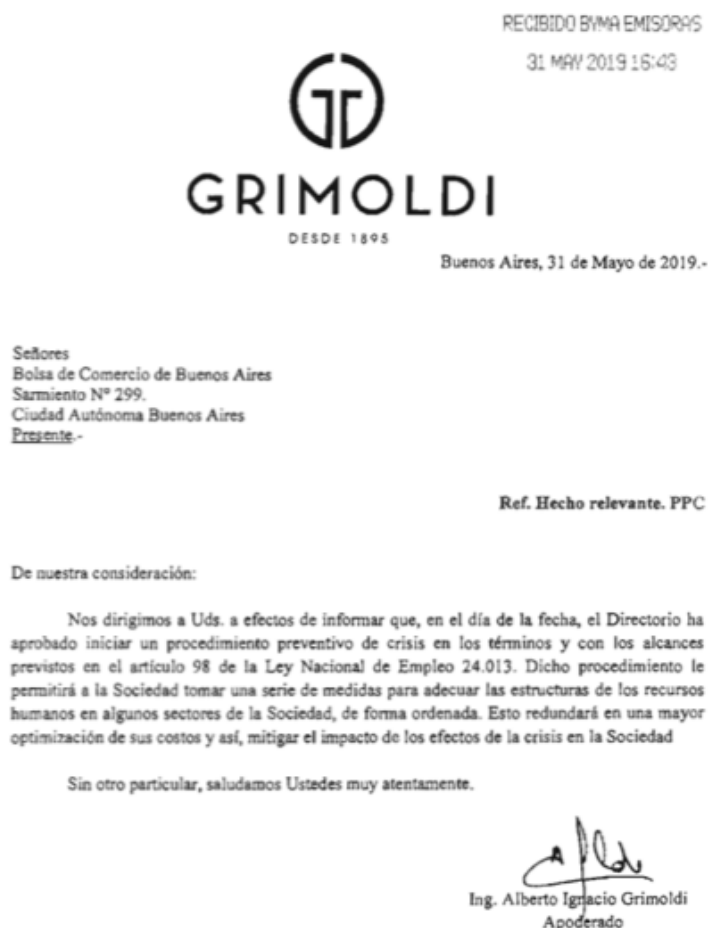 RECIBIDO BYMA EMISORAS
31 MAY 2019 16:43
GRIMOLDI
DESDE 1895
Buenos Aires, 31 de Mayo de 2019.-
Señores
Bolsa de Comercio de Buenos Aires
Sarmiento Nº 299.
Ciudad Autónoma Buenos Aires
Presente.-
Ref. Hecho relevante. PPC
De nuestra consideración:
Nos dirigimos a Uds. a efectos de informar que, en el día de la fecha, el Directorio ha
aprobado iniciar un procedimiento preventivo de crisis en los términos y con los alcances
previstos en el artículo 98 de la Ley Nacional de Empleo 24.013. Dicho procedimiento le
permitirá a la Sociedad tomar una serie de medidas para adecuar las estructuras de los recursos
humanos en algunos sectores de la Sociedad, de forma ordenada. Esto redundará en una mayor
optimización de sus costos y así, mitigar el impacto de los efectos de la crisis en la Sociedad
Sin otro particular, saludamos Ustedes muy atentamente.
Ing. Alberto Ignacio Grimoldi
Apoderado